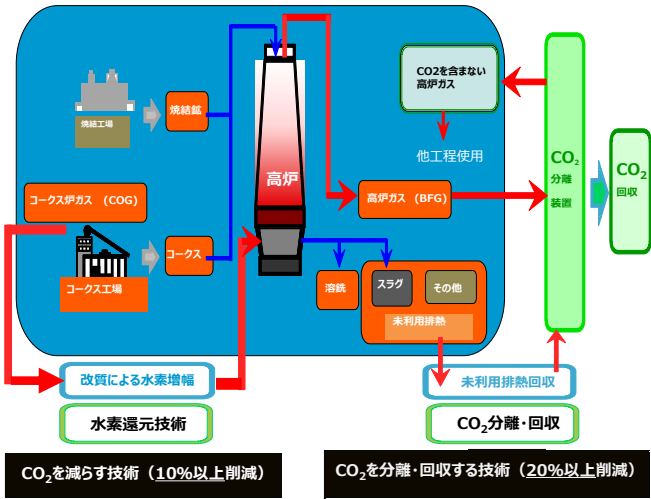 CO2を含まない
高炉ガス
焼結工場
焼結鉱
他工程使用
CO₂
分離
装置
CO₂
回収
高炉
コークス炉ガス (COG)
高炉ガス (BFG)
コークス
コークス工場
溶銑
スラグ
その他
未利用排熱
改質による水素増幅
未利用排熱回収
水素還元技術
CO₂分離・回収
CO₂を減らす技術（10%以上削減）
CO₂を分離・回収する技術（20%以上削減）